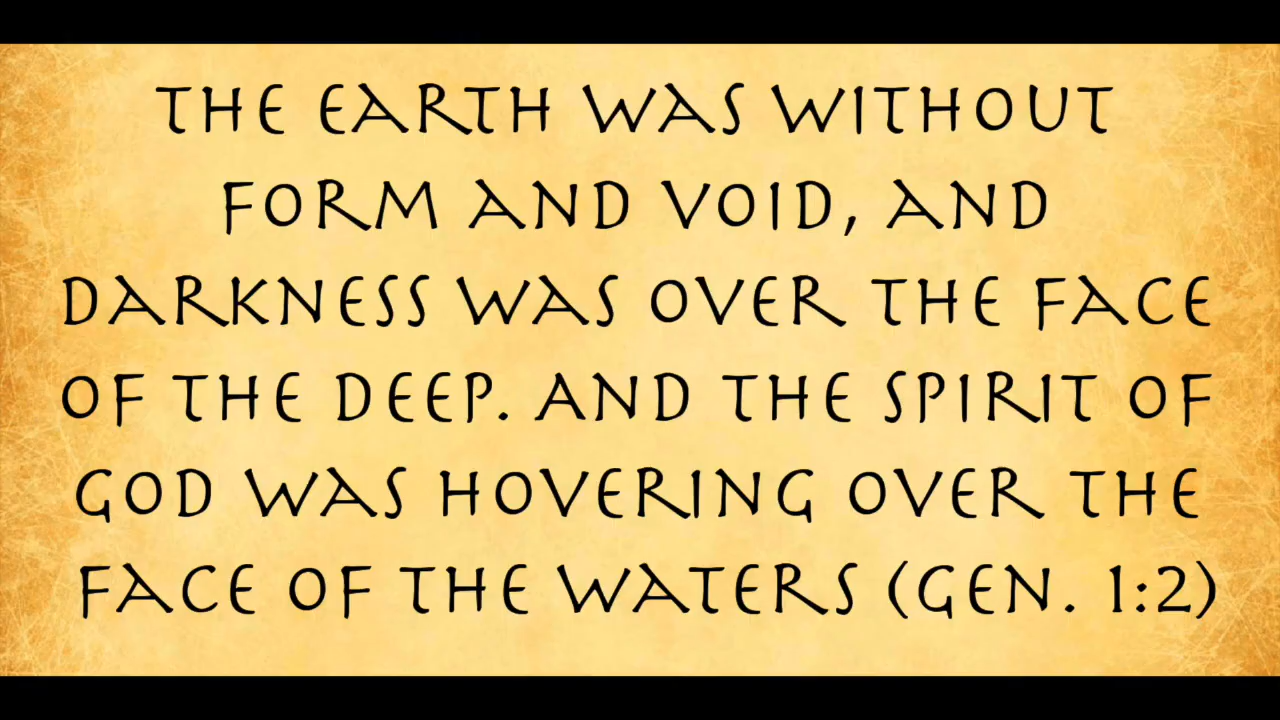 THE EARTH WAS WITHOUT
FORM AND VOID, AND
DARKNESS WAS OVER THE FACE
OF THE DEEP. AND THE SPIRIT OF
GOD WAS HOVERING OVER THE
FACE OF THE WATERS (GEN. 1:2)